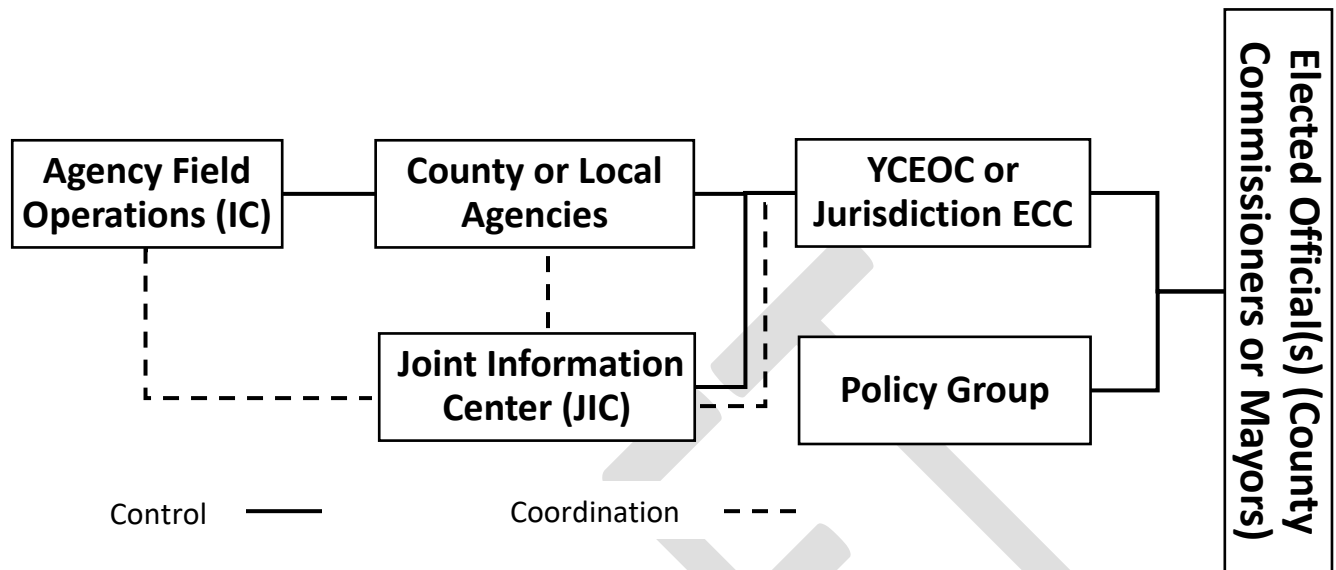 Agency Field
Operations (IC)
County or Local
Agencies
YCEOC or
Jurisdiction ECC
Elected Official(s) (County
Commissioners or Mayors)
Joint Information
Center (JIC)
Policy Group
Control
Coordination